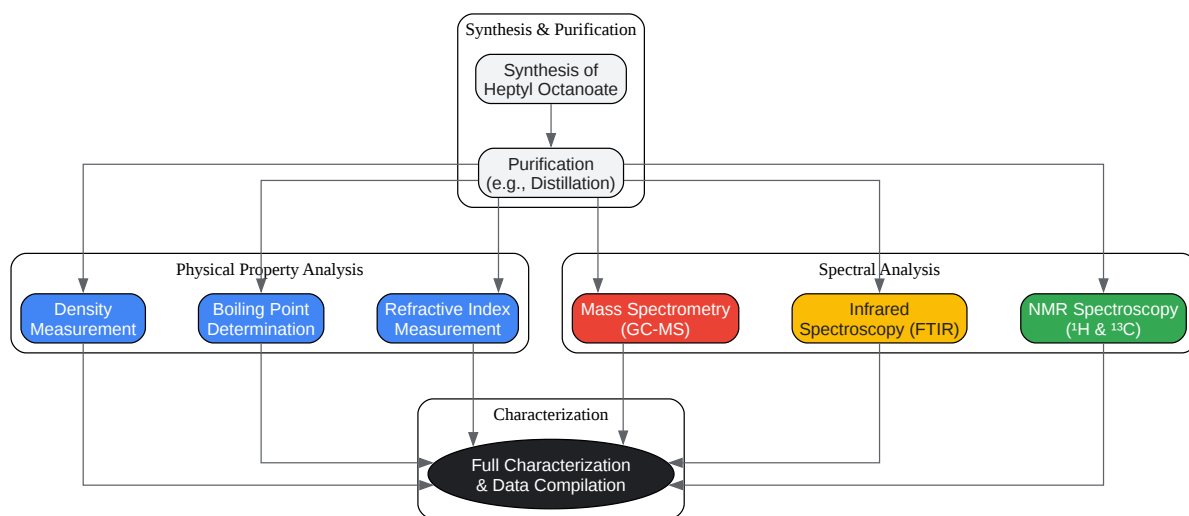 Synthesis & Purification
Synthesis of
Heptyl Octanoate
Purification
(e.g., Distillation)
Physical Property Analysis
Density
Measurement
Boiling Point
Determination
Refractive Index
Measurement
Spectral Analysis
Mass Spectrometry
(GC-MS)
Infrared
Spectroscopy (FTIR)
NMR Spectroscopy
(¹H & ¹³C)
Characterization
Full Characterization
& Data Compilation